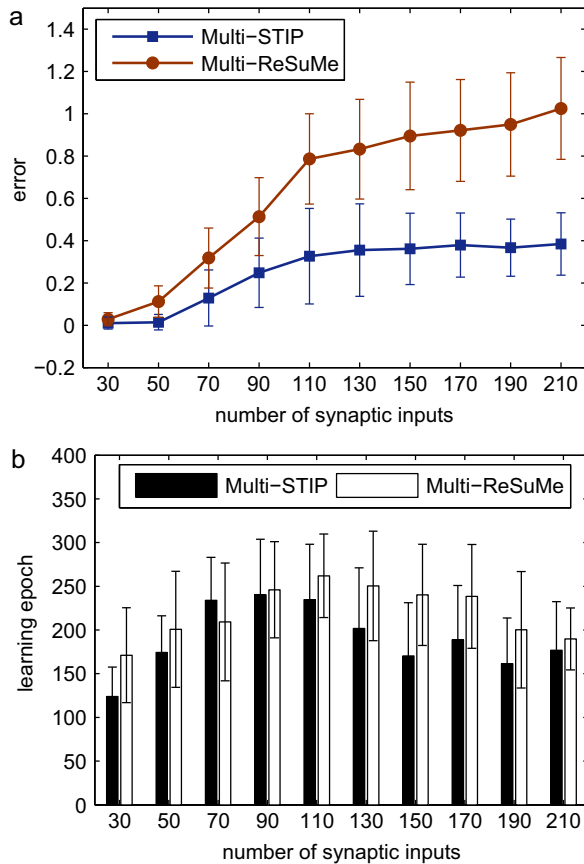 a
Multi−STIP
Multi−ReSuMe
1.4
1.2
1
0.8
0.6
0.4
0.2
0
−0.2
error
30 50 70 90 110 130 150 170 190 210
number of synaptic inputs
b
Multi−STIP Multi−ReSuMe
400
350
300
250
200
150
100
50
0
learning epoch
30 50 70 90 110 130 150 170 190 210
number of synaptic inputs